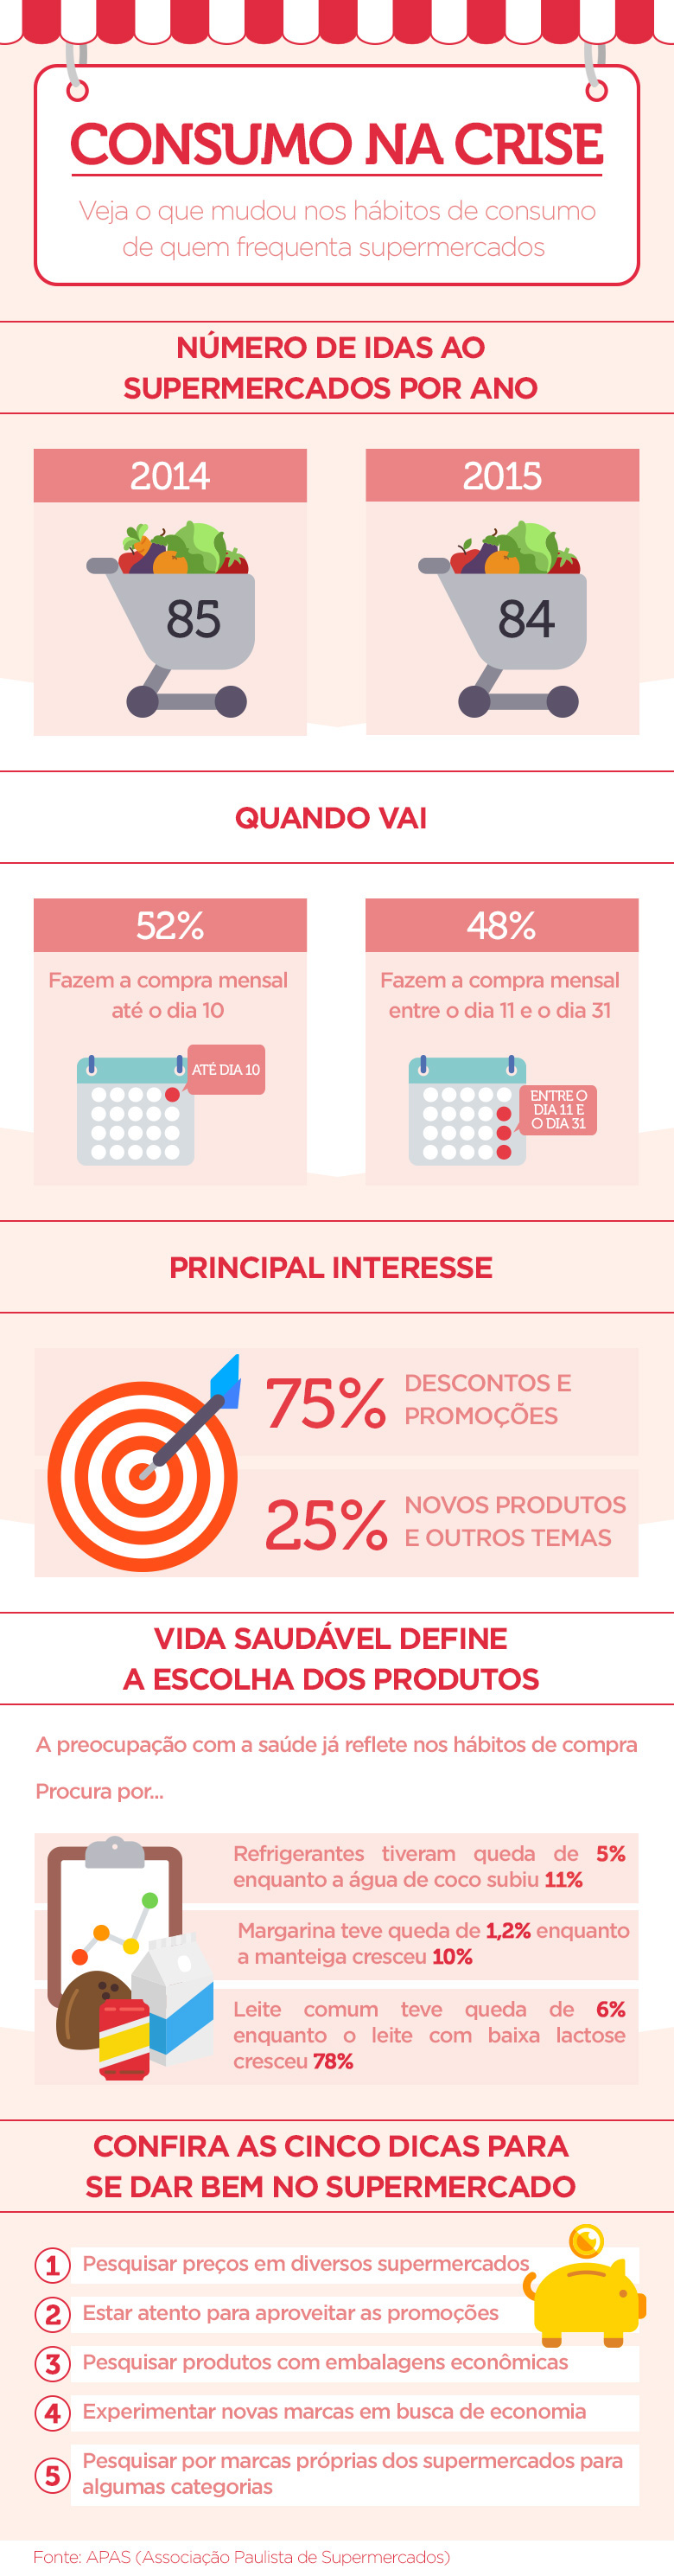 CONSUMO NA CRISE
Veja o que mudou nos hábitos de consumo
de quem frequenta supermercados
NÚMERO DE IDAS AO
SUPERMERCADOS POR ANO
2014
85
2015
84
QUANDO VAI
52%
Fazem a compra mensal
até o dia 10
ATÉ DIA 10
48%
Fazem a compra mensal
entre o dia 11 e o dia 31
ENTRE O
DIA 11 E
O DIA 31
PRINCIPAL INTERESSE
75%
DESCONTOS E
PROMOÇÕES
25%
NOVOS PRODUTOS
E OUTROS TEMAS
VIDA SAUDÁVEL DEFINE
A ESCOLHA DOS PRODUTOS
A preocupação com a saúde já reflete nos hábitos de compra
Procura por...
Refrigerantes tiveram queda de 5%
enquanto a água de coco subiu 11%
Margarina teve queda de 1,2% enquanto
a manteiga cresceu 10%
Leite comum teve queda de 6%
enquanto o leite com baixa lactose
cresceu 78%
CONFIRA AS CINCO DICAS PARA
SE DAR BEM NO SUPERMERCADO
1 Pesquisar preços em diversos supermercados
2 Estar atento para aproveitar as promoções
3 Pesquisar produtos com embalagens econômicas
4 Experimentar novas marcas em busca de economia
5 Pesquisar por marcas próprias dos supermercados para
algumas categorias
Fonte: APAS (Associação Paulista de Supermercados)